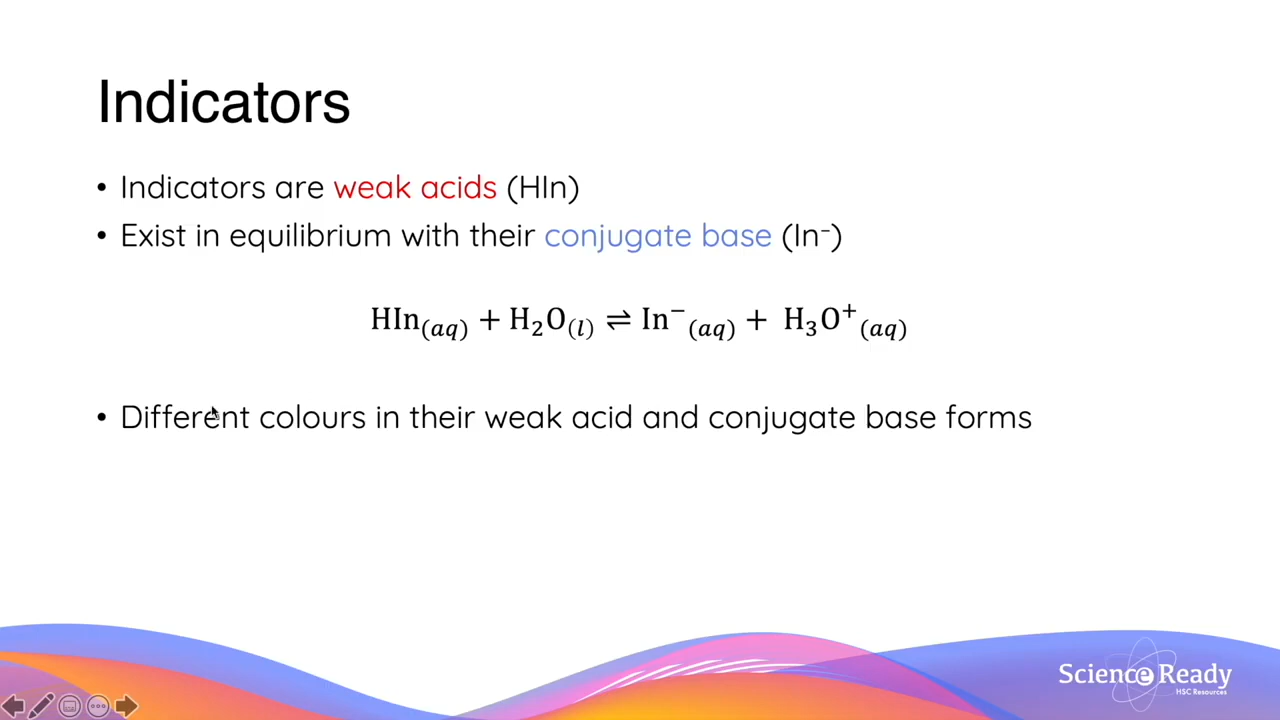 Indicators
• Indicators are weak acids (HIn)
• Exist in equilibrium with their conjugate base (In⁻)
HIn₍aq₎ + H₂O₍l₎ ⇌ In⁻₍aq₎ + H₃O⁺₍aq₎
• Different colours in their weak acid and conjugate base forms
Science Ready
HSC Resources